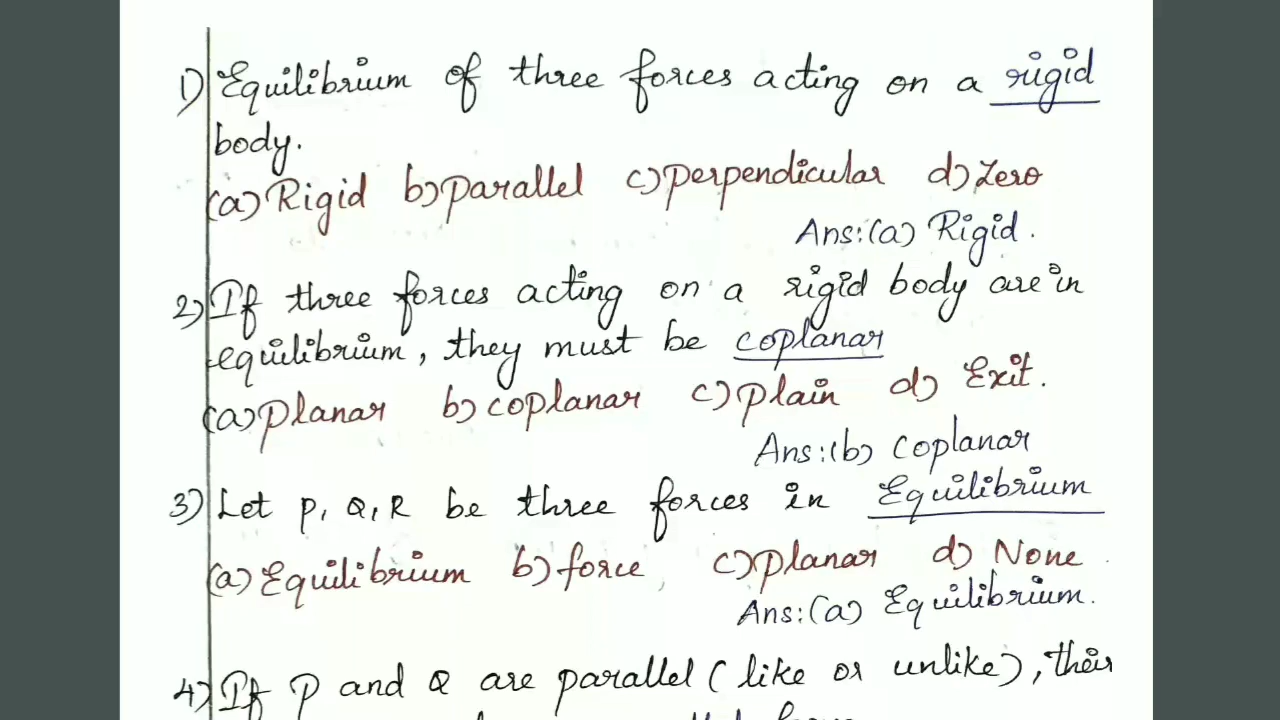 1) Equilibrium of three forces acting on a rigid
body.
(a) Rigid b) parallel c) perpendicular d) Zero
Ans: (a) Rigid.
2) If three forces acting on a rigid body are in
equilibrium, they must be coplanar
(a) planar b) coplanar c) plain d) Exit.
Ans: (b) coplanar
3) Let P, Q, R be three forces in Equilibrium
(a) Equilibrium b) force c) planar d) None
Ans: (a) Equilibrium.
4) If P and Q are parallel (like or unlike), their